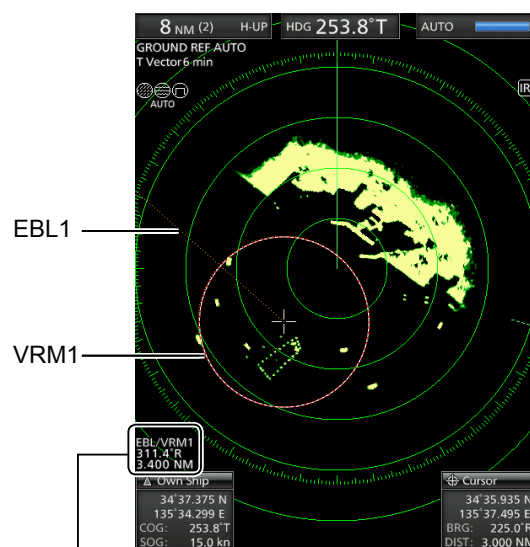 8 NM (2) H-UP HDG 253.8°T AUTO
GROUND REF AUTO
T Vector 6 min
AUTO
IR
EBL1
VRM1
EBL/VRM1
311.4°R
3.400 NM
Own Ship
34°37.375 N
135°34.299 E
COG: 253.8°T
SOG: 15.0 kn
Cursor
34°35.935 N
135°37.495 E
BRG: 225.0°R
DIST: 3.000 NM